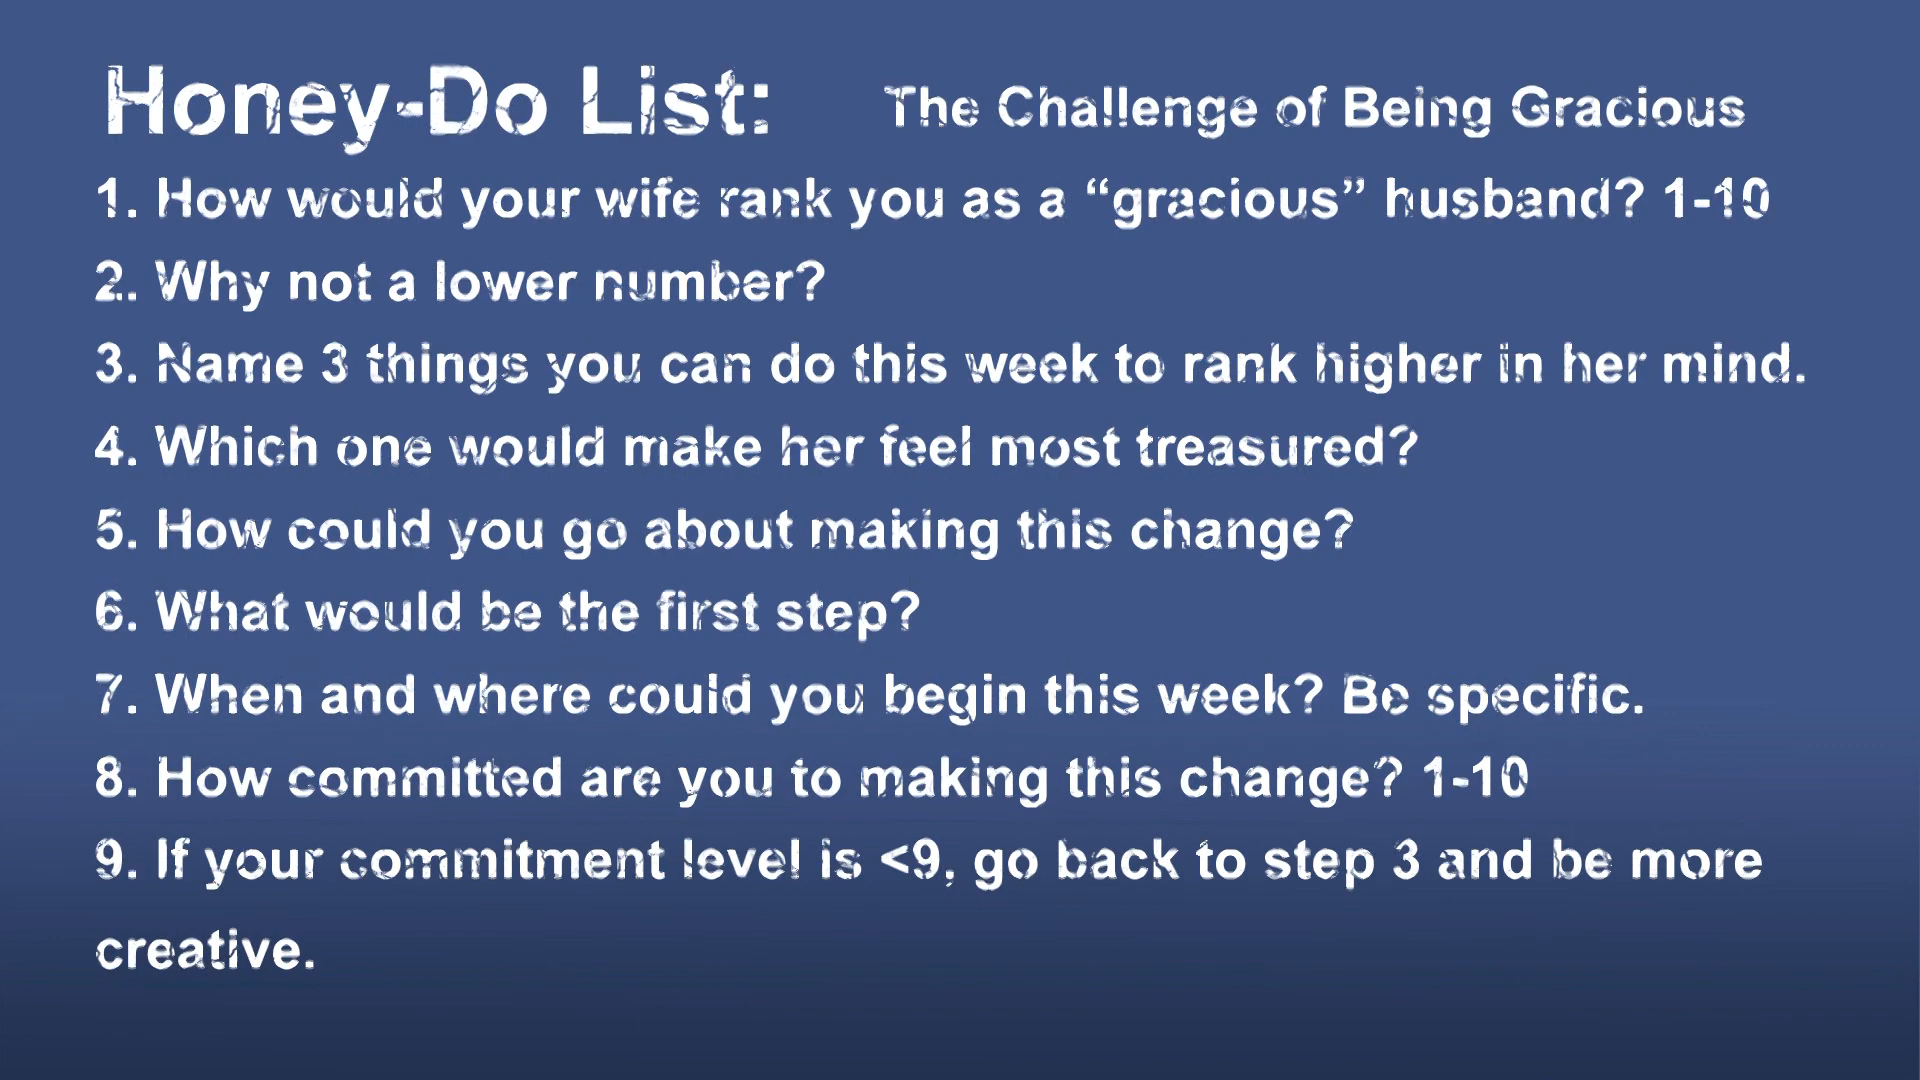 Honey-Do List: The Challenge of Being Gracious
1. How would your wife rank you as a “gracious” husband? 1-10
2. Why not a lower number?
3. Name 3 things you can do this week to rank higher in her mind.
4. Which one would make her feel most treasured?
5. How could you go about making this change?
6. What would be the first step?
7. When and where could you begin this week? Be specific.
8. How committed are you to making this change? 1-10
9. If your commitment level is <9, go back to step 3 and be more
creative.